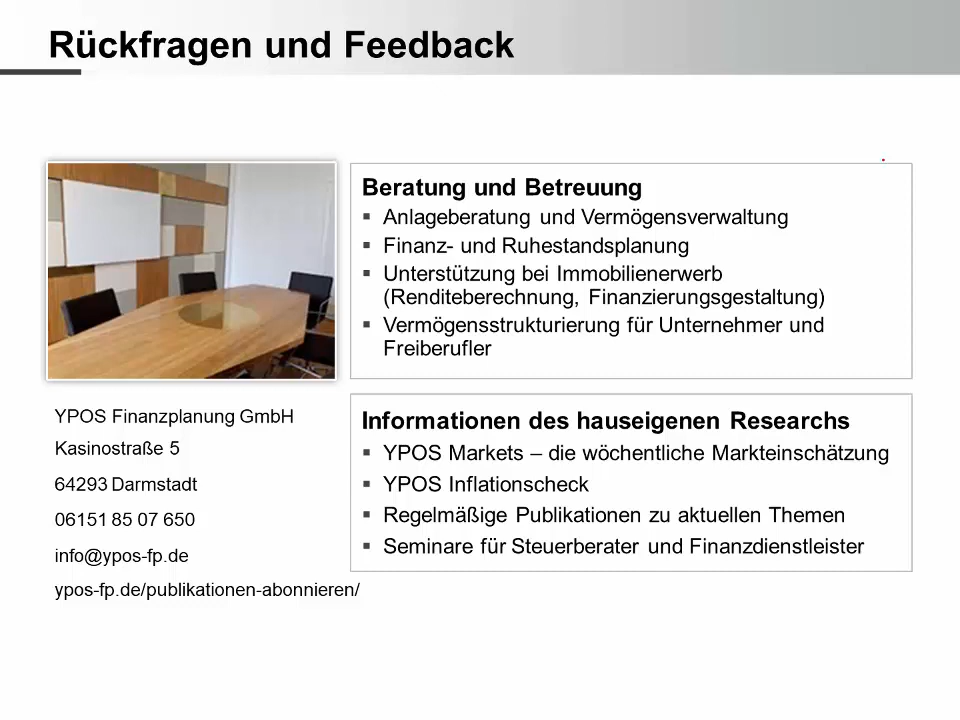 Rückfragen und Feedback
Beratung und Betreuung
▪ Anlageberatung und Vermögensverwaltung
▪ Finanz- und Ruhestandsplanung
▪ Unterstützung bei Immobilienerwerb
(Renditeberechnung, Finanzierungsgestaltung)
▪ Vermögensstrukturierung für Unternehmer und
Freiberufler
YPOS Finanzplanung GmbH
Kasinostraße 5
64293 Darmstadt
06151 85 07 650
info@ypos-fp.de
ypos-fp.de/publikationen-abonnieren/
Informationen des hauseigenen Researchs
▪ YPOS Markets – die wöchentliche Markteinschätzung
▪ YPOS Inflationscheck
▪ Regelmäßige Publikationen zu aktuellen Themen
▪ Seminare für Steuerberater und Finanzdienstleister